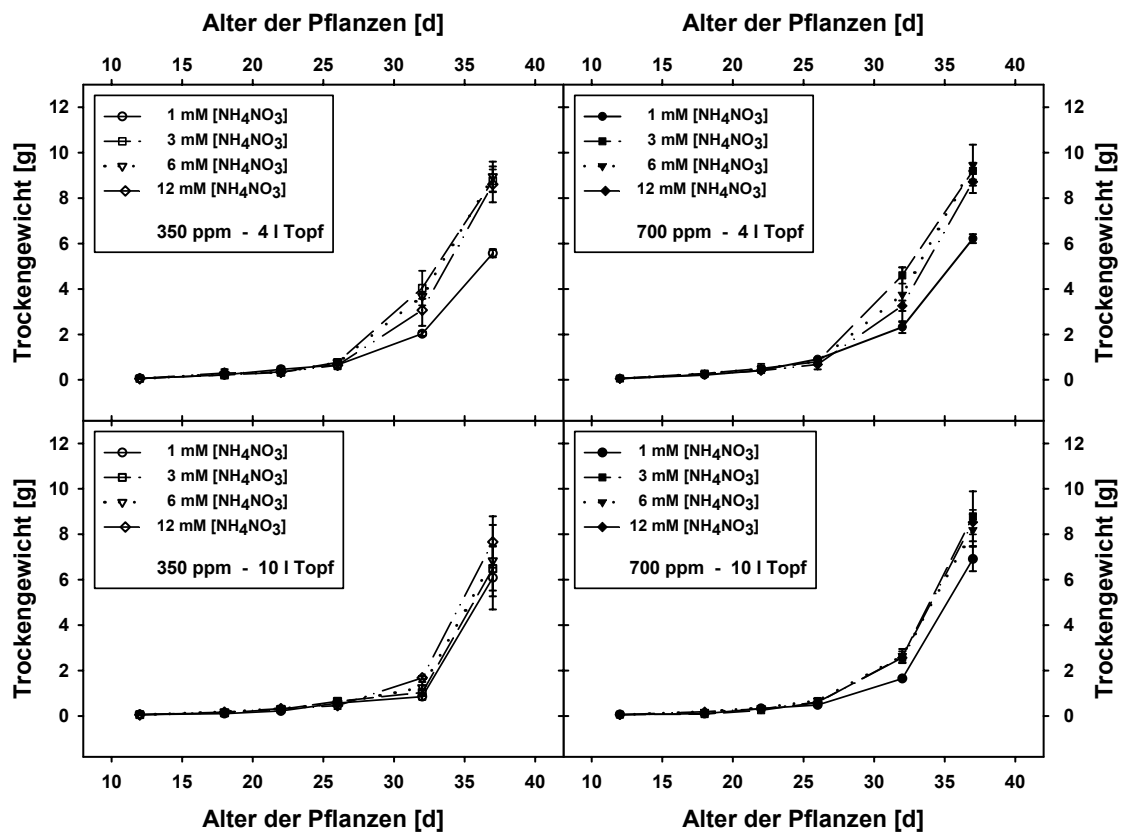 Alter der Pflanzen [d] Alter der Pflanzen [d]
10 15 20 25 30 35 40 10 15 20 25 30 35 40
Trockengewicht [g]
12
10
8
6
4
2
0
1 mM [NH4NO3]
3 mM [NH4NO3]
6 mM [NH4NO3]
12 mM [NH4NO3]
350 ppm - 4 l Topf
1 mM [NH4NO3]
3 mM [NH4NO3]
6 mM [NH4NO3]
12 mM [NH4NO3]
700 ppm - 4 l Topf
12
10
8
6
4
2
0
Trockengewicht [g]
Trockengewicht [g]
12
10
8
6
4
2
0
1 mM [NH4NO3]
3 mM [NH4NO3]
6 mM [NH4NO3]
12 mM [NH4NO3]
350 ppm - 10 l Topf
1 mM [NH4NO3]
3 mM [NH4NO3]
6 mM [NH4NO3]
12 mM [NH4NO3]
700 ppm - 10 l Topf
12
10
8
6
4
2
0
Trockengewicht [g]
10 15 20 25 30 35 40 10 15 20 25 30 35 40
Alter der Pflanzen [d] Alter der Pflanzen [d]